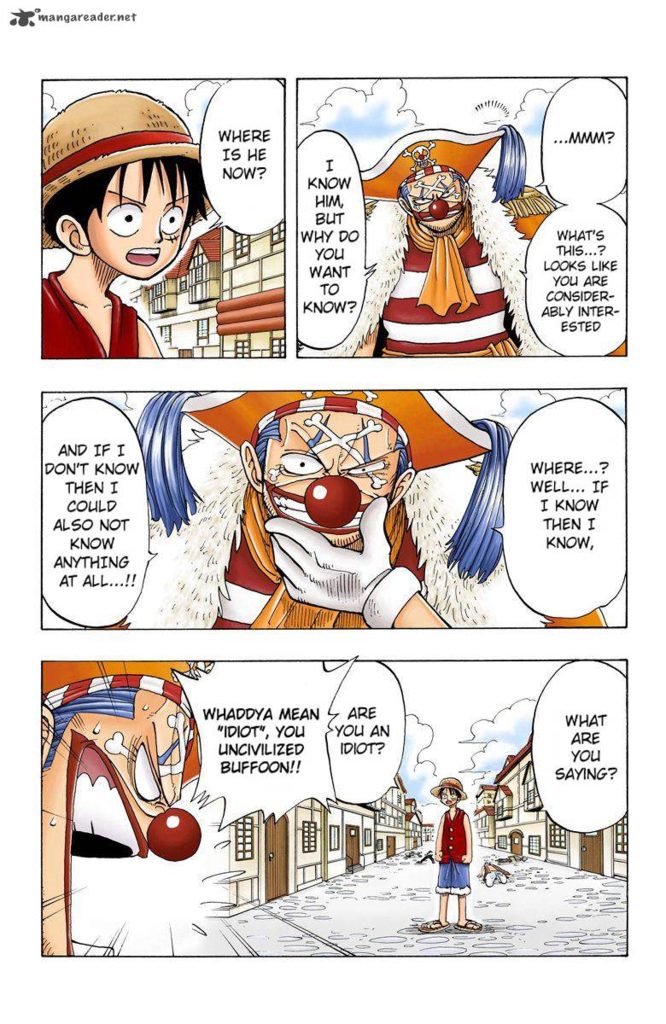 mangareader.net
...MMM?
WHAT'S
THIS...?
LOOKS LIKE
YOU ARE
CONSIDER-
ABLY INTER-
ESTED
I
KNOW
HIM,
BUT
WHY DO
YOU
WANT
TO
KNOW?
WHERE
IS HE
NOW?
WHERE...?
WELL... IF
I KNOW
THEN I
KNOW,
AND IF I
DON'T KNOW
THEN I
COULD
ALSO NOT
KNOW
ANYTHING
AT ALL...!!
WHAT
ARE
YOU
SAYING?
ARE
YOU AN
IDIOT?
WHADDYA MEAN
"IDIOT", YOU
UNCIVILIZED
BUFFOON!!